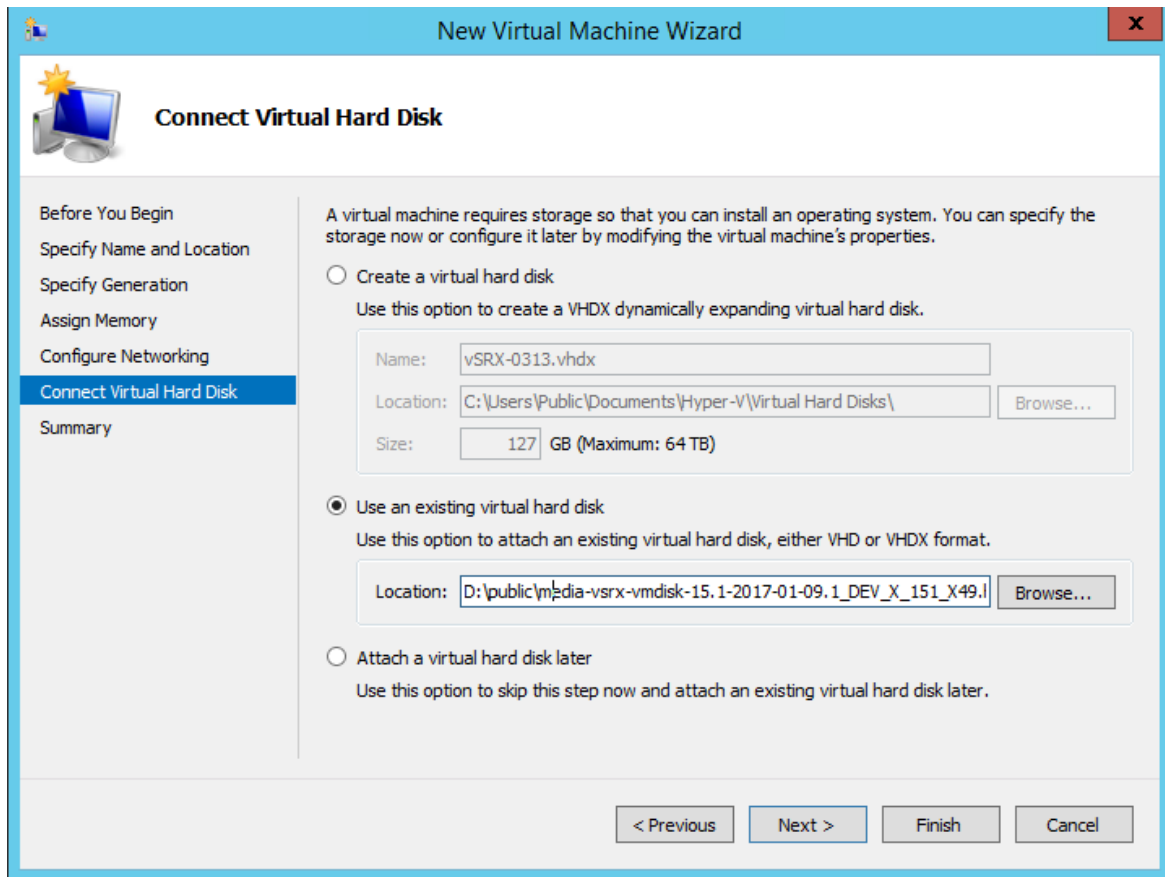 New Virtual Machine Wizard
x
Connect Virtual Hard Disk
Before You Begin
Specify Name and Location
Specify Generation
Assign Memory
Configure Networking
Connect Virtual Hard Disk
Summary
A virtual machine requires storage so that you can install an operating system. You can specify the
storage now or configure it later by modifying the virtual machine's properties.
Create a virtual hard disk
Use this option to create a VHDX dynamically expanding virtual hard disk.
Name: vSRX-0313.vhdx
Location: C:\Users\Public\Documents\Hyper-V\Virtual Hard Disks\ Browse...
Size: 127 GB (Maximum: 64 TB)
Use an existing virtual hard disk
Use this option to attach an existing virtual hard disk, either VHD or VHDX format.
Location: D:\public\media-vsrx-vmdisk-15.1-2017-01-09.1_DEV_X_151_X49. Browse...
Attach a virtual hard disk later
Use this option to skip this step now and attach an existing virtual hard disk later.
< Previous Next > Finish Cancel